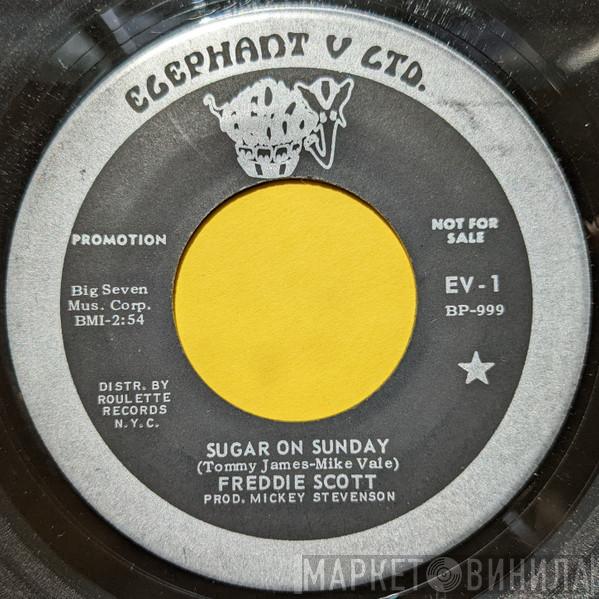 ELEPHANT V LTD.
PROMOTION
NOT FOR
SALE
Big Seven
Mus. Corp.
BMI-2:54
EV-1
BP-999
DISTR. BY
ROULETTE
RECORDS
N.Y.C.
SUGAR ON SUNDAY
(Tommy James-Mike Vale)
FREDDIE SCOTT
PROD. MICKEY STEVENSON
МАРКЕТ ВИНИЛА